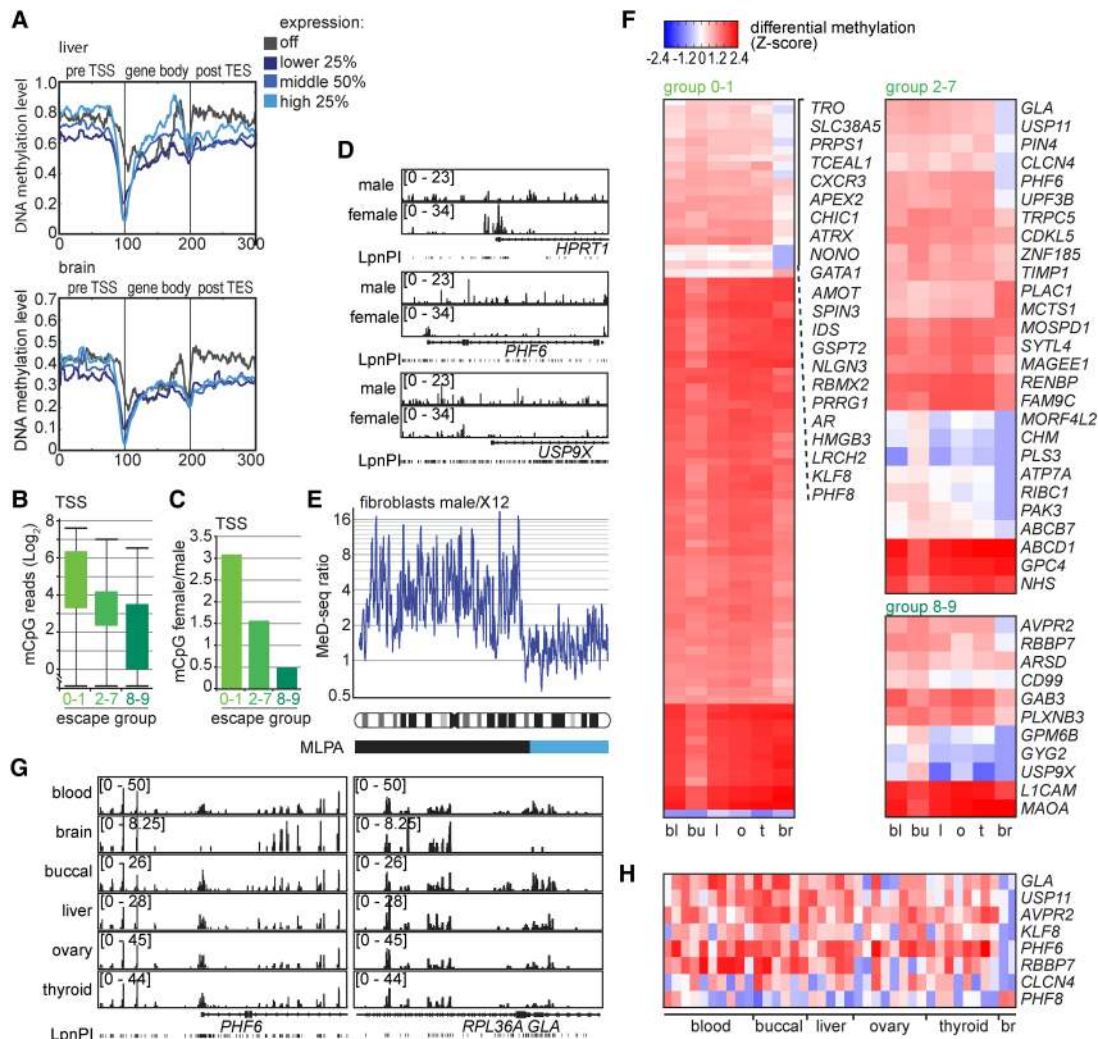 A
liver
expression:
off
lower 25%
middle 50%
high 25%
pre TSS gene body post TES
DNA methylation level
1.0
0.8
0.6
0.4
0.2
0
0 100 200 300
brain
pre TSS gene body post TES
DNA methylation level
0.7
0.6
0.5
0.4
0.3
0.2
0.1
0
0 100 200 300
B
TSS
mCpG reads (Log2)
8
6
4
2
0
0-1 2-7 8-9
escape group
C
TSS
mCpG female/male
3.5
3
2.5
2
1.5
1
0.5
0
0-1 2-7 8-9
escape group
D
male [0 - 23]
female [0 - 34]
HPRT1
LpnPI
male [0 - 23]
female [0 - 34]
PHF6
LpnPI
male [0 - 23]
female [0 - 34]
USP9X
LpnPI
E
fibroblasts male/X12
MeD-seq ratio
16
8
4
2
1
0.5
MLPA
F
differential methylation
(Z-score)
-2.4 -1.2 0 1.2 2.4
group 0-1
TRO
SLC38A5
PRPS1
TCEAL1
CXCR3
APEX2
CHIC1
ATRX
NONO
GATA1
AMOT
SPIN3
IDS
GSPT2
NLGN3
RBMX2
PRRG1
AR
HMGB3
LRCH2
KLF8
PHF8
bl bu l o t br
group 2-7
GLA
USP11
PIN4
CLCN4
PHF6
UPF3B
TRPC5
CDKL5
ZNF185
TIMP1
PLAC1
MCTS1
MOSPD1
SYTL4
MAGEE1
RENBP
FAM9C
MORF4L2
CHM
PLS3
ATP7A
RIBC1
PAK3
ABCB7
ABCD1
GPC4
NHS
group 8-9
AVPR2
RBBP7
ARSD
CD99
GAB3
PLXNB3
GPM6B
GYG2
USP9X
L1CAM
MAOA
bl bu l o t br
G
blood [0 - 50] [0 - 50]
brain [0 - 8.25] [0 - 8.25]
buccal [0 - 26] [0 - 26]
liver [0 - 28] [0 - 28]
ovary [0 - 45] [0 - 45]
thyroid [0 - 44] [0 - 44]
PHF6 RPL36A GLA
LpnPI
H
GLA
USP11
AVPR2
KLF8
PHF6
RBBP7
CLCN4
PHF8
blood buccal liver ovary thyroid br